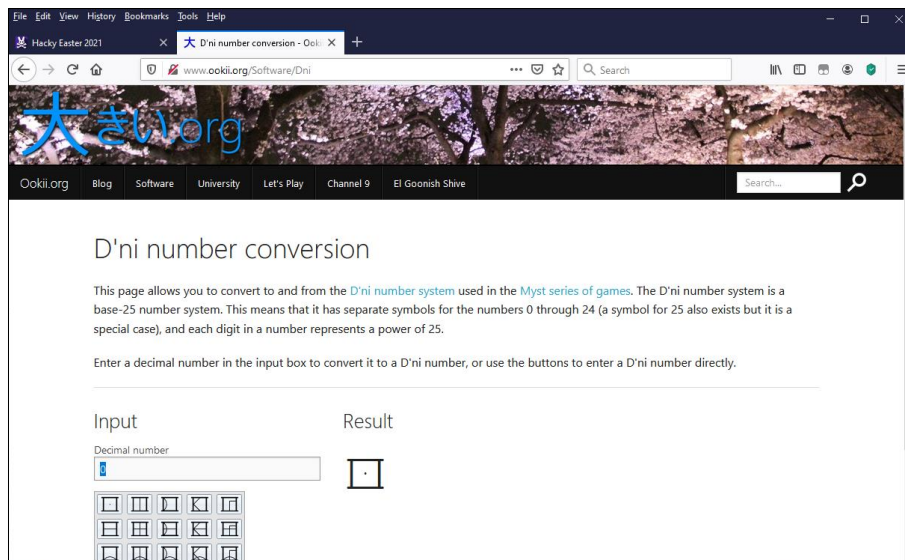 File Edit View History Bookmarks Tools Help
Hacky Easter 2021
D'ni number conversion - Ooki
www.ookii.org/Software/Dni
Search
大きい.org
Ookii.org Blog Software University Let's Play Channel 9 El Goonish Shive Search...
D'ni number conversion
This page allows you to convert to and from the D'ni number system used in the Myst series of games. The D'ni number system is a
base-25 number system. This means that it has separate symbols for the numbers 0 through 24 (a symbol for 25 also exists but it is a
special case), and each digit in a number represents a power of 25.
Enter a decimal number in the input box to convert it to a D'ni number, or use the buttons to enter a D'ni number directly.
Input Result
Decimal number
0